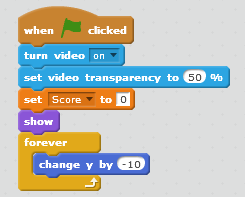 when clicked
turn video on
set video transparency to 50 %
set Score to 0
show
forever
change y by -10